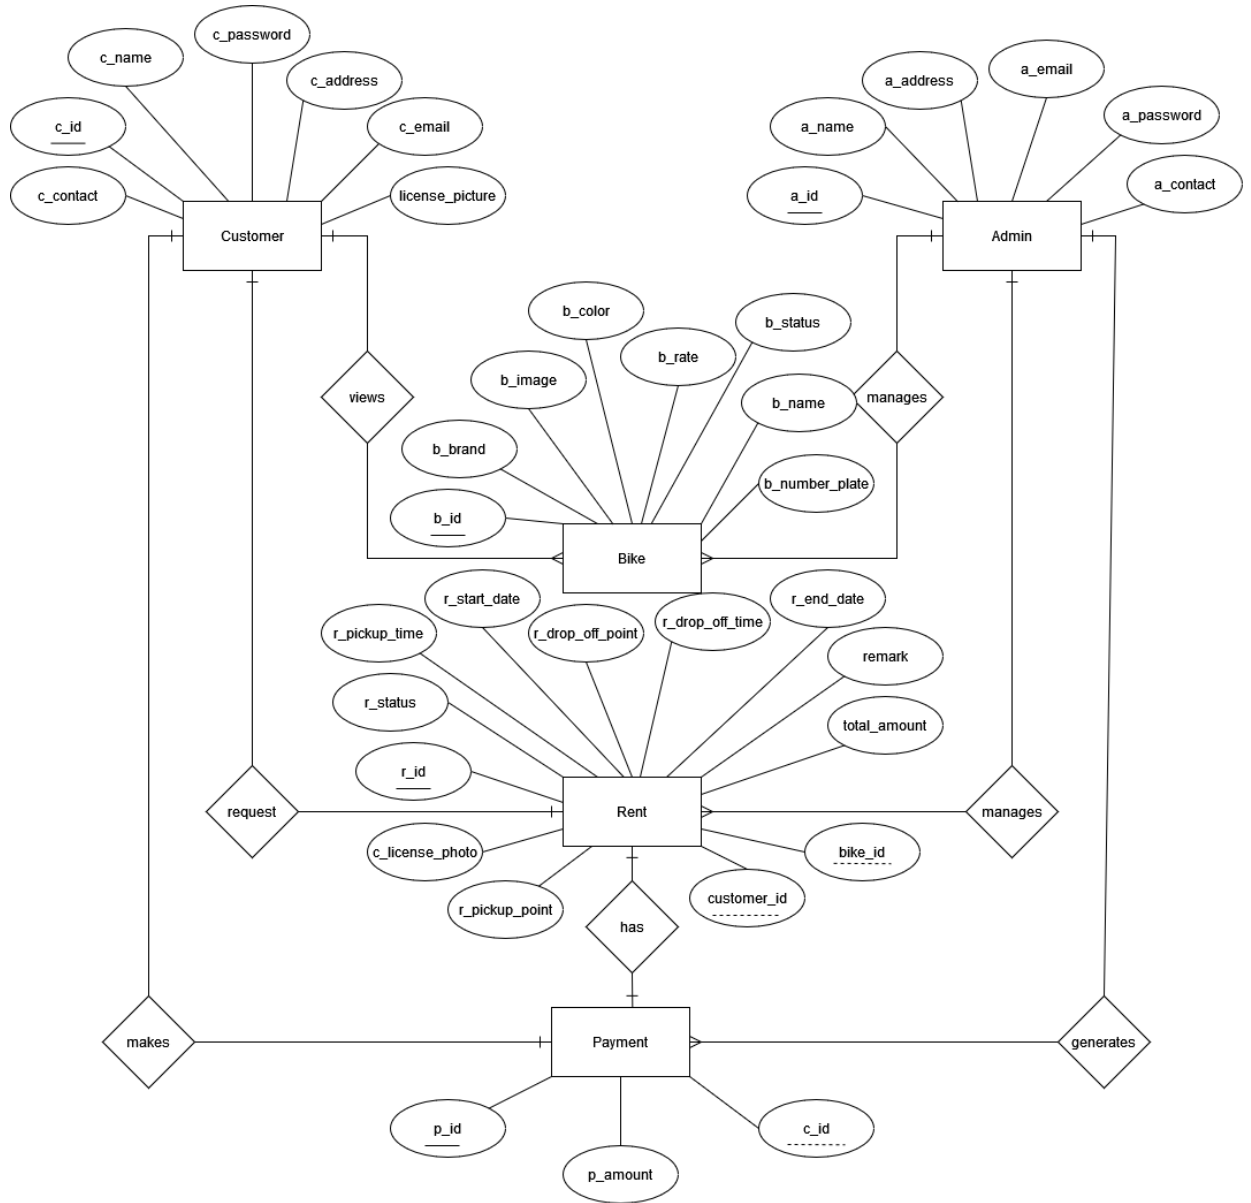 c_password
c_name
c_address
c_id
c_email
c_contact
license_picture
Customer
a_email
a_address
a_name
a_password
a_id
a_contact
Admin
b_color
b_status
b_rate
b_image
b_name
views
manages
b_brand
b_number_plate
b_id
Bike
r_start_date
r_end_date
r_pickup_time
r_drop_off_point
r_drop_off_time
remark
r_status
total_amount
r_id
request
Rent
manages
c_license_photo
bike_id
r_pickup_point
customer_id
has
makes
Payment
generates
p_id
c_id
p_amount